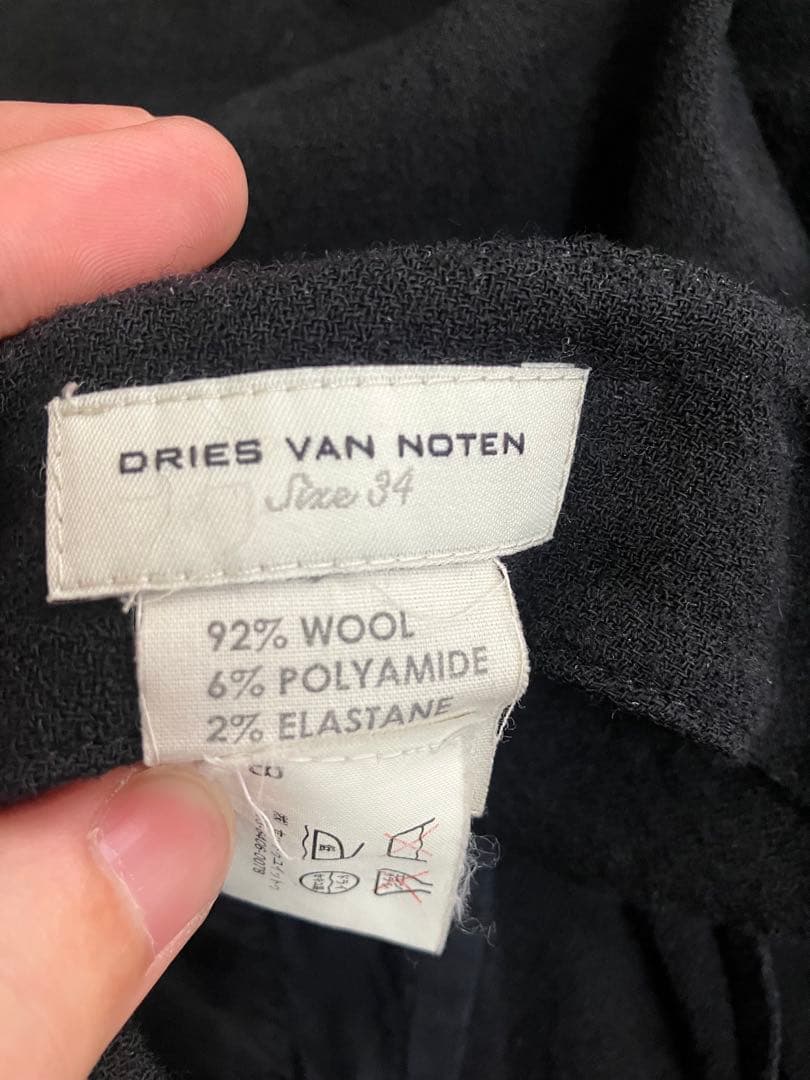 DRIES VAN NOTEN
Size 34
92% WOOL
6% POLYAMIDE
2% ELASTANE